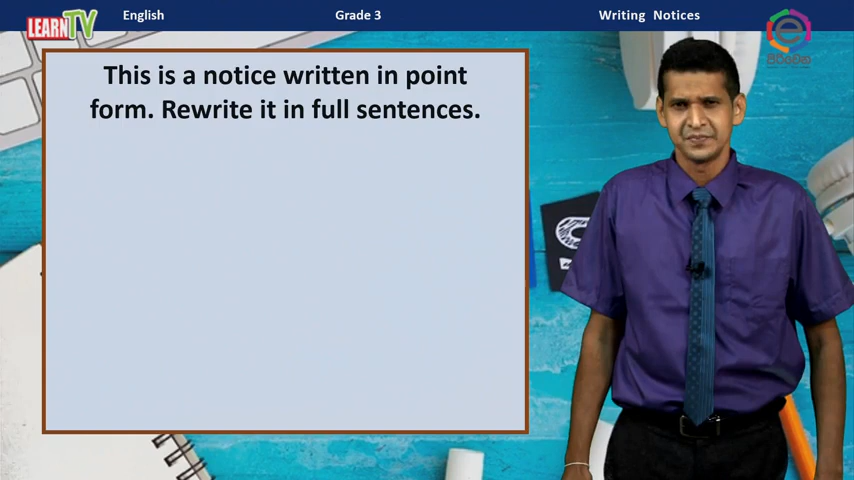 LEARN TV
English
Grade 3
Writing Notices
This is a notice written in point
form. Rewrite it in full sentences.